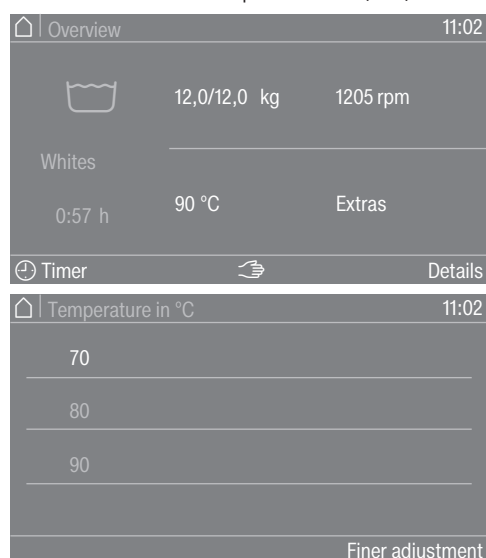 Overview 11:02
12,0/12,0 kg 1205 rpm
Whites
90 °C Extras
0:57 h
Timer Details
Temperature in °C 11:02
70
80
90
Finer adjustment